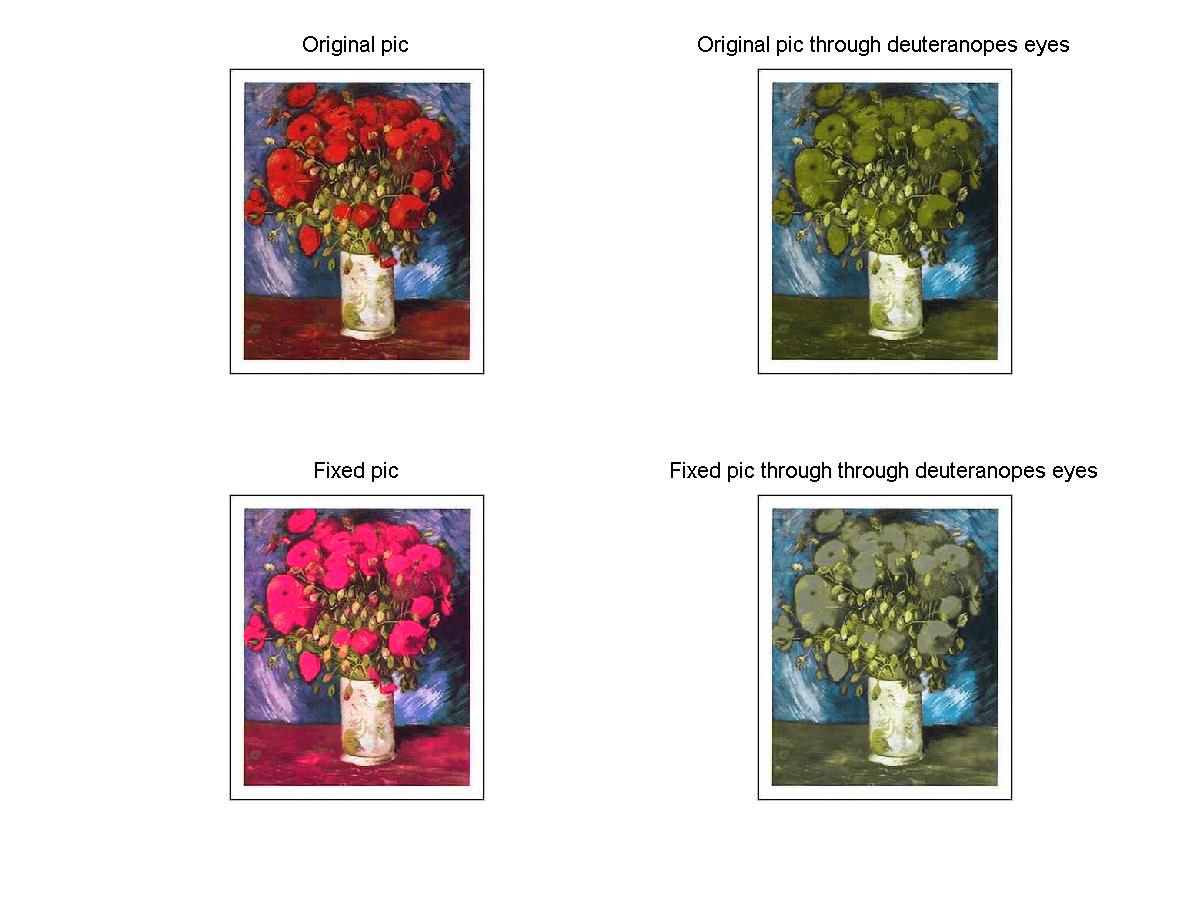 Original pic
Original pic through deuteranopes eyes
Fixed pic
Fixed pic through through deuteranopes eyes